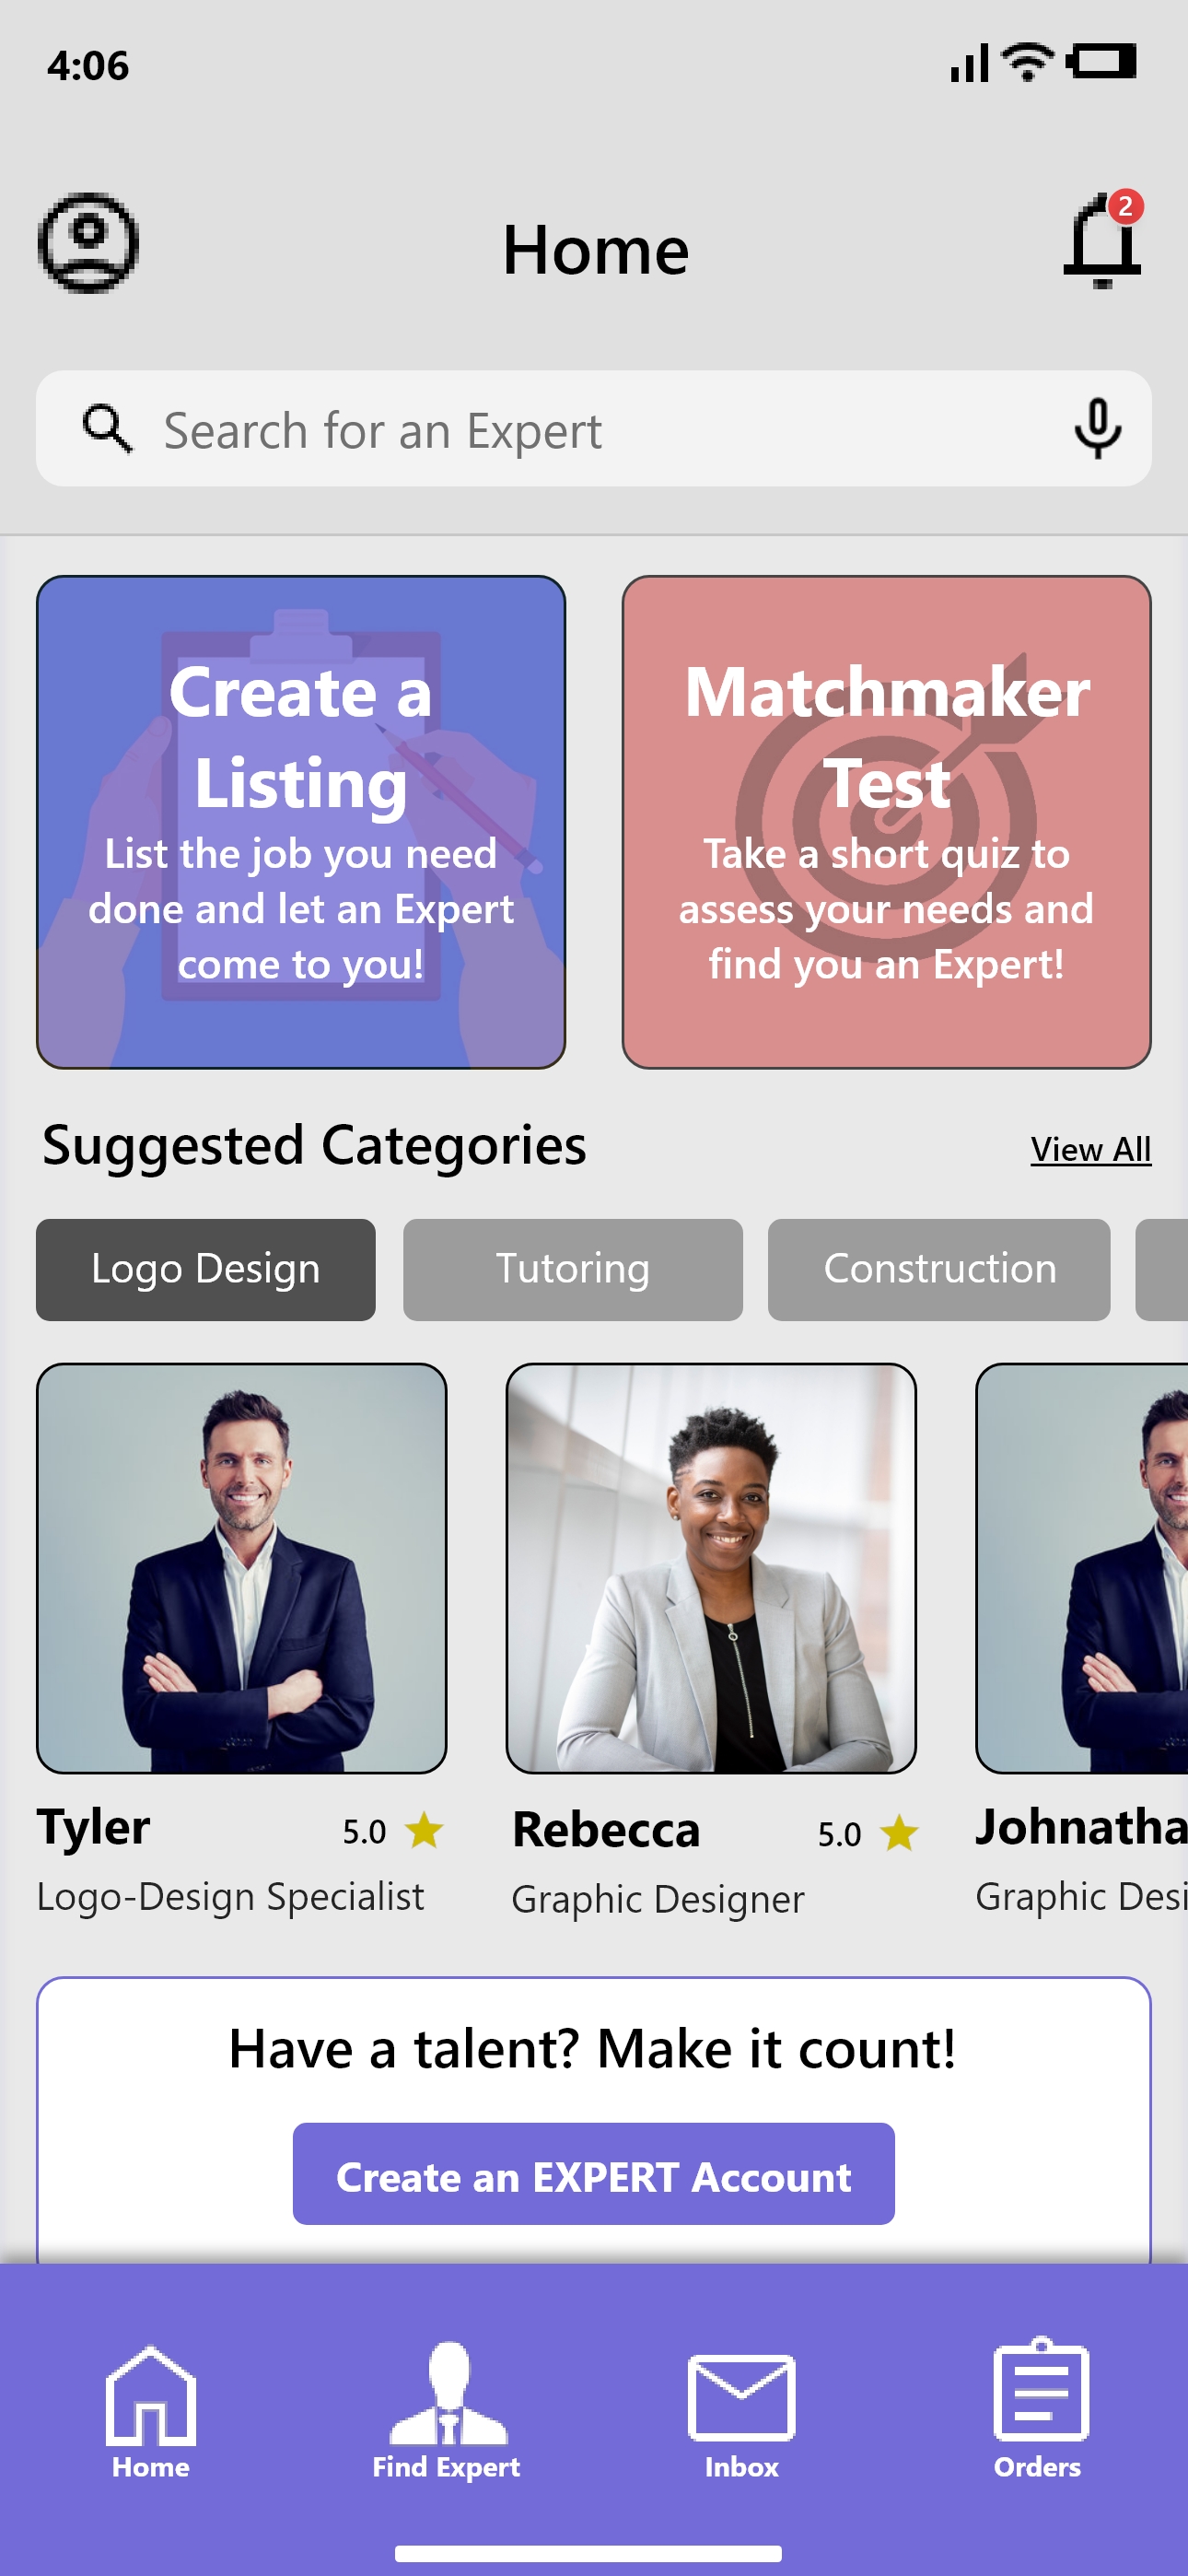 4:06
Home
2
Search for an Expert
Create a
Listing
List the job you need
done and let an Expert
come to you!
Matchmaker
Test
Take a short quiz to
assess your needs and
find you an Expert!
Suggested Categories
View All
Logo Design
Tutoring
Construction
Tyler
5.0
Logo-Design Specialist
Rebecca
5.0
Graphic Designer
Johnatha
Graphic Desi
Have a talent? Make it count!
Create an EXPERT Account
Home
Find Expert
Inbox
Orders